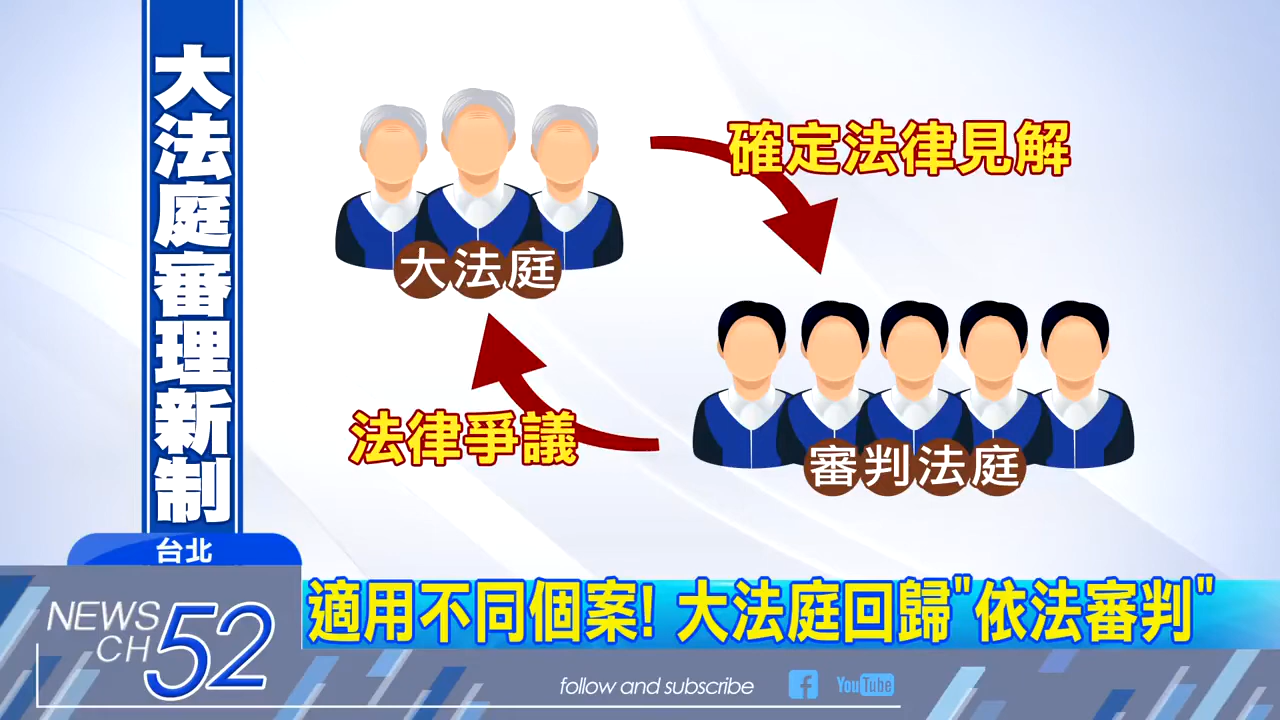 大法庭審理新制
確定法律見解
大法庭
法律爭議
審判法庭
台北
適用不同個案! 大法庭回歸"依法審判"
NEWS
CH52
follow and subscribe
YouTube